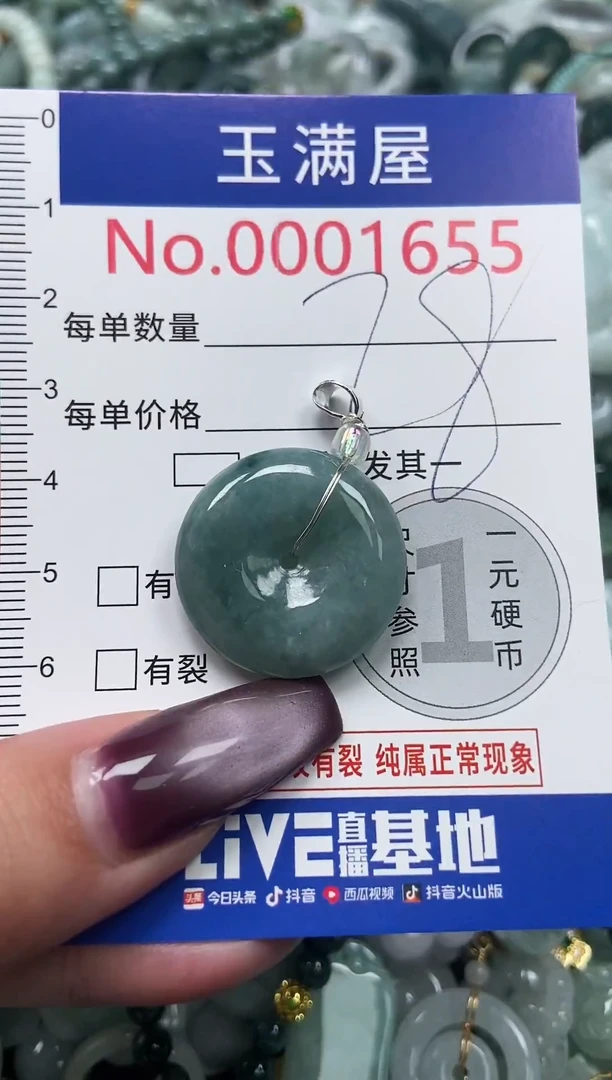 玉满屋
No.0001655
每单数量
78
每单价格
发其一
一元硬币
参照
1
有
有裂
有裂 纯属正常现象
LiVE直播基地
头条 今日头条 抖音 西瓜视频 抖音火山版
0
1
2
3
4
5
6